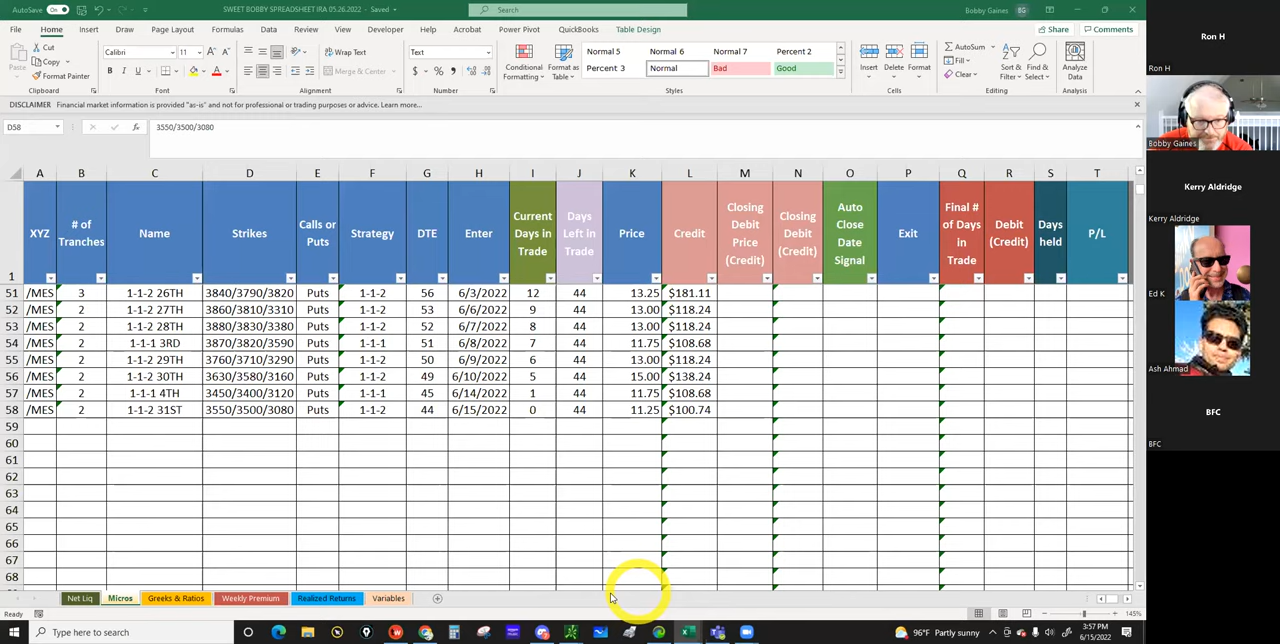 AutoSave On SWEET BOBBY SPREADSHEET IRA 05.26.2022 - Saved Search Bobby Gaines BG
File Home Insert Draw Page Layout Formulas Data Review View Developer Help Acrobat Power Pivot QuickBooks Table Design Share Comments
Paste Cut Copy Format Painter Clipboard
Calibri 11 B I U Font
Wrap Text Merge & Center Alignment
Text $ % Number
Conditional Formatting Format as Table
Normal 5 Normal 6 Normal 7 Percent 2
Percent 3 Normal Bad Good
Styles
Insert Delete Format Cells
AutoSum Fill Clear Sort & Filter Find & Select Editing
Analyze Data Analysis
DISCLAIMER Financial market information is provided "as-is" and not for professional or trading purposes or advice. Learn more...
D58 fx 3550/3500/3080
A B C D E F G H I J K L M N O P Q R S T
1 XYZ # of Tranches Name Strikes Calls or Puts Strategy DTE Enter Current Days in Trade Days Left in Trade Price Credit Closing Debit Price (Credit) Closing Debit (Credit) Auto Close Date Signal Exit Final # of Days in Trade Debit (Credit) Days held P/L
51 /MES 3 1-1-2 26TH 3840/3790/3820 Puts 1-1-2 56 6/3/2022 12 44 13.25 $181.11
52 /MES 2 1-1-2 27TH 3860/3810/3310 Puts 1-1-2 53 6/6/2022 9 44 13.00 $118.24
53 /MES 2 1-1-2 28TH 3880/3830/3380 Puts 1-1-2 52 6/7/2022 8 44 13.00 $118.24
54 /MES 2 1-1-1 3RD 3870/3820/3590 Puts 1-1-1 51 6/8/2022 7 44 11.75 $108.68
55 /MES 2 1-1-2 29TH 3760/3710/3290 Puts 1-1-2 50 6/9/2022 6 44 13.00 $118.24
56 /MES 2 1-1-2 30TH 3630/3580/3160 Puts 1-1-2 49 6/10/2022 5 44 15.00 $138.24
57 /MES 2 1-1-1 4TH 3450/3400/3120 Puts 1-1-1 45 6/14/2022 1 44 11.75 $108.68
58 /MES 2 1-1-2 31ST 3550/3500/3080 Puts 1-1-2 44 6/15/2022 0 44 11.25 $100.74
59
60
61
62
63
64
65
66
67
68
Net Liq Micros Greeks & Ratios Weekly Premium Realized Returns Variables
Ready 145%
Type here to search 96°F Partly sunny 3:57 PM
6/15/2022
Ron H
Ron H
Bobby Gaines
Kerry Aldridge
Kerry Aldridge
Ed K
Ash Ahmad
BFC
BFC